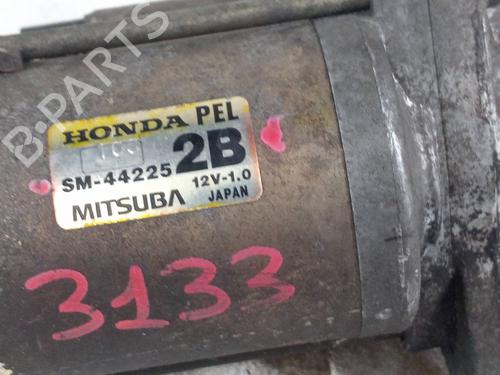 B-PARTS
HONDA PEL
SM-44225 2B
12V-1.0
MITSUBA JAPAN
3133